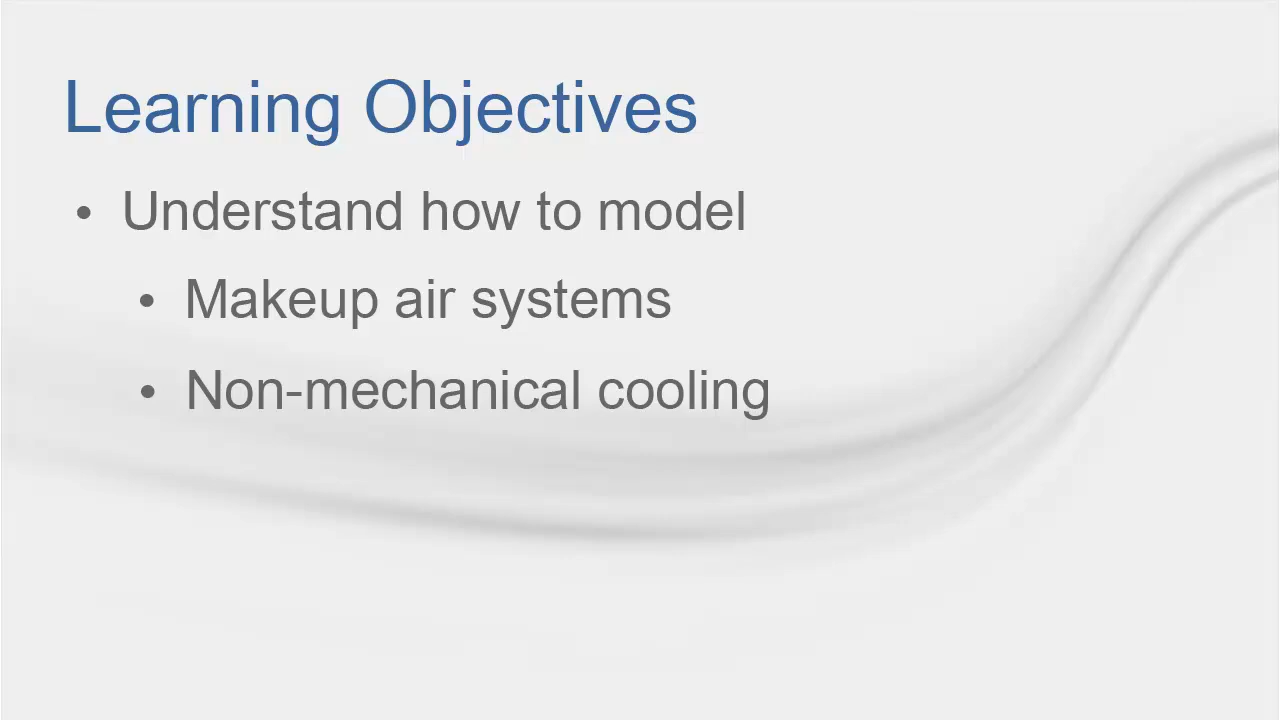 Learning Objectives
• Understand how to model
• Makeup air systems
• Non-mechanical cooling